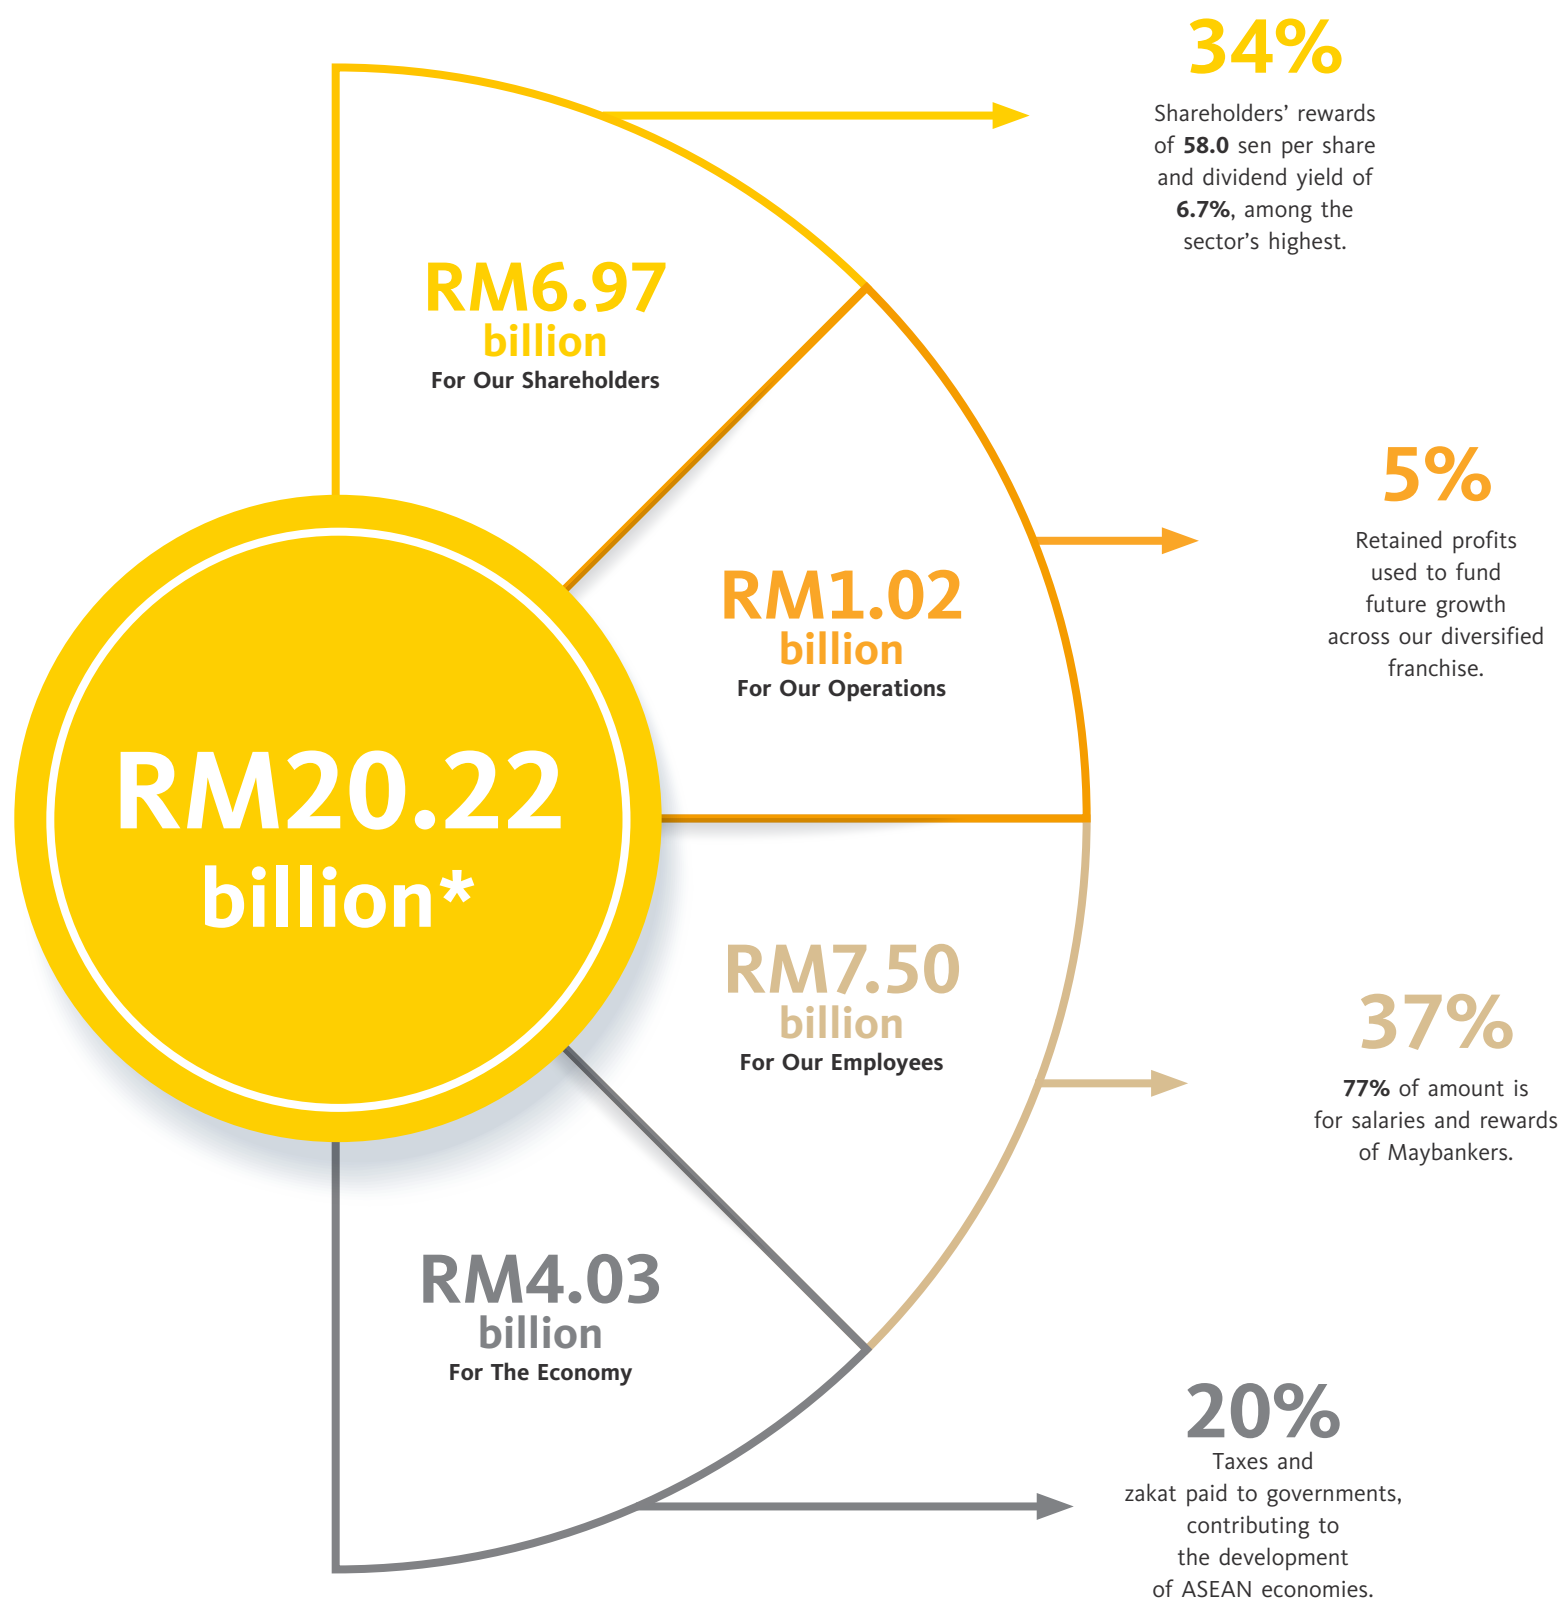 34%
Shareholders’ rewards
of 58.0 sen per share
and dividend yield of
6.7%, among the
sector’s highest.
RM6.97
billion
For Our Shareholders
5%
Retained profits
used to fund
future growth
across our diversified
franchise.
RM1.02
billion
For Our Operations
RM20.22
billion*
RM7.50
billion
For Our Employees
37%
77% of amount is
for salaries and rewards
of Maybankers.
RM4.03
billion
For The Economy
20%
Taxes and
zakat paid to governments,
contributing to
the development
of ASEAN economies.